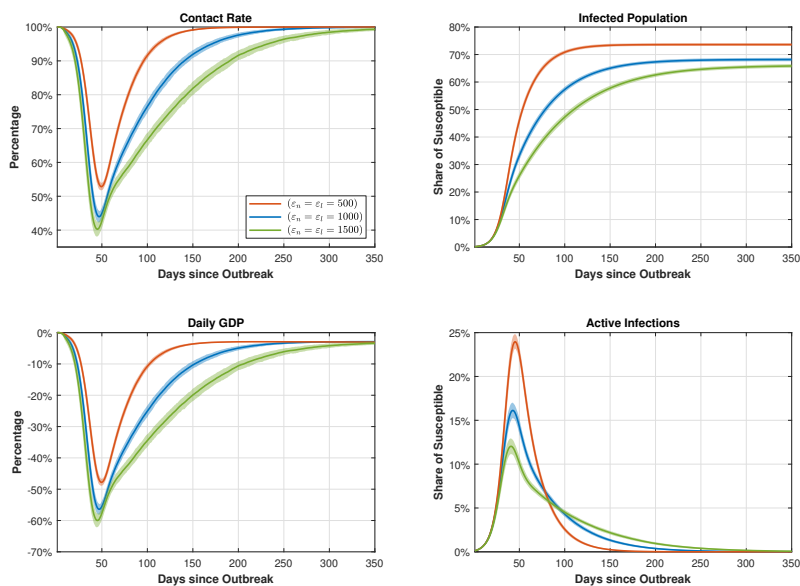 Contact Rate
100%
90%
80%
70%
60%
50%
40%
Percentage
50 100 150 200 250 300 350
Days since Outbreak
(εn = εl = 500)
(εn = εl = 1000)
(εn = εl = 1500)
Infected Population
80%
70%
60%
50%
40%
30%
20%
10%
0%
Share of Susceptible
50 100 150 200 250 300 350
Days since Outbreak
Daily GDP
0%
-10%
-20%
-30%
-40%
-50%
-60%
-70%
Percentage
50 100 150 200 250 300 350
Days since Outbreak
Active Infections
25%
20%
15%
10%
5%
0%
Share of Susceptible
50 100 150 200 250 300 350
Days since Outbreak